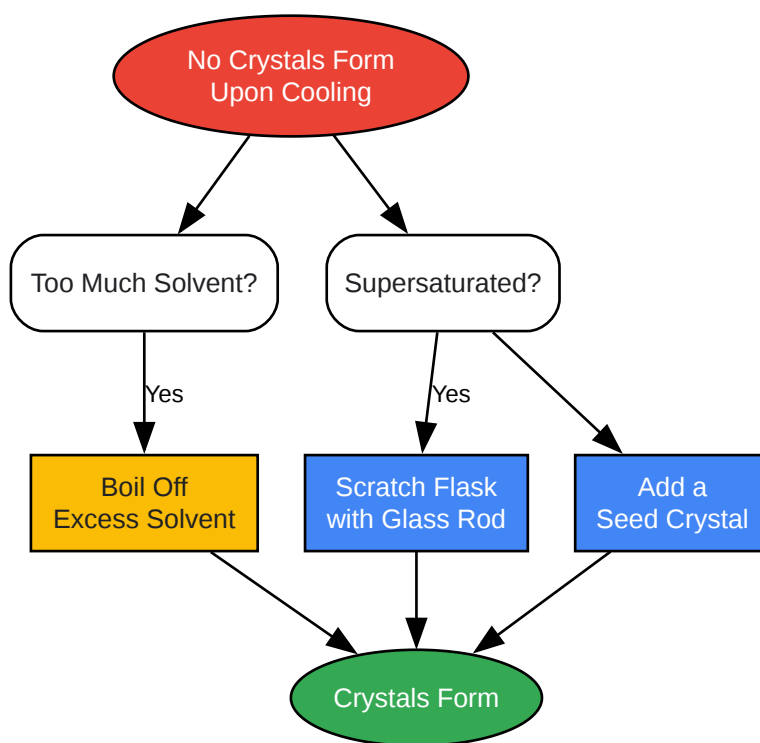 No Crystals Form
Upon Cooling
Too Much Solvent?
Supersaturated?
Yes
Yes
Boil Off
Excess Solvent
Scratch Flask
with Glass Rod
Add a
Seed Crystal
Crystals Form